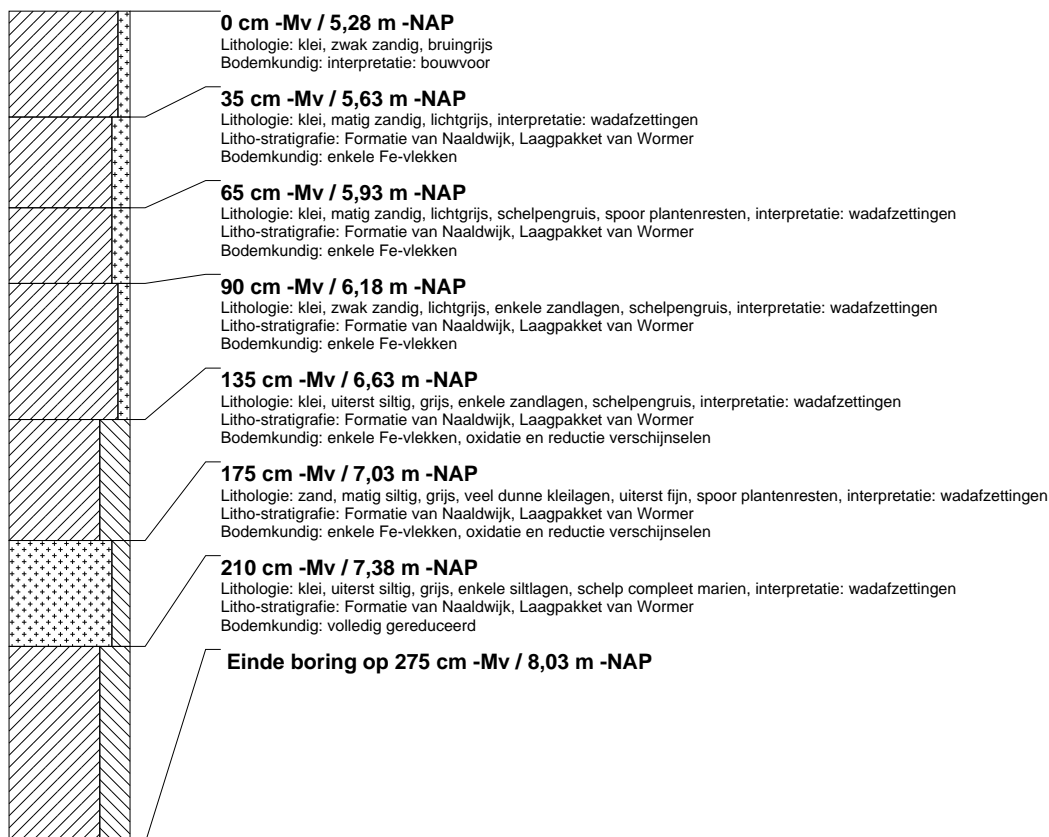 0 cm -Mv / 5,28 m -NAP
Lithologie: klei, zwak zandig, bruingrijs
Bodemkundig: interpretatie: bouwvoor
35 cm -Mv / 5,63 m -NAP
Lithologie: klei, matig zandig, lichtgrijs, interpretatie: wadafzettingen
Litho-stratigrafie: Formatie van Naaldwijk, Laagpakket van Wormer
Bodemkundig: enkele Fe-vlekken
65 cm -Mv / 5,93 m -NAP
Lithologie: klei, matig zandig, lichtgrijs, schelpengruis, spoor plantenresten, interpretatie: wadafzettingen
Litho-stratigrafie: Formatie van Naaldwijk, Laagpakket van Wormer
Bodemkundig: enkele Fe-vlekken
90 cm -Mv / 6,18 m -NAP
Lithologie: klei, zwak zandig, lichtgrijs, enkele zandlagen, schelpengruis, interpretatie: wadafzettingen
Litho-stratigrafie: Formatie van Naaldwijk, Laagpakket van Wormer
Bodemkundig: enkele Fe-vlekken
135 cm -Mv / 6,63 m -NAP
Lithologie: klei, uiterst siltig, grijs, enkele zandlagen, schelpengruis, interpretatie: wadafzettingen
Litho-stratigrafie: Formatie van Naaldwijk, Laagpakket van Wormer
Bodemkundig: enkele Fe-vlekken, oxidatie en reductie verschijnselen
175 cm -Mv / 7,03 m -NAP
Lithologie: zand, matig siltig, grijs, veel dunne kleilagen, uiterst fijn, spoor plantenresten, interpretatie: wadafzettingen
Litho-stratigrafie: Formatie van Naaldwijk, Laagpakket van Wormer
Bodemkundig: enkele Fe-vlekken, oxidatie en reductie verschijnselen
210 cm -Mv / 7,38 m -NAP
Lithologie: klei, uiterst siltig, grijs, enkele siltlagen, schelp compleet marien, interpretatie: wadafzettingen
Litho-stratigrafie: Formatie van Naaldwijk, Laagpakket van Wormer
Bodemkundig: volledig gereduceerd
Einde boring op 275 cm -Mv / 8,03 m -NAP